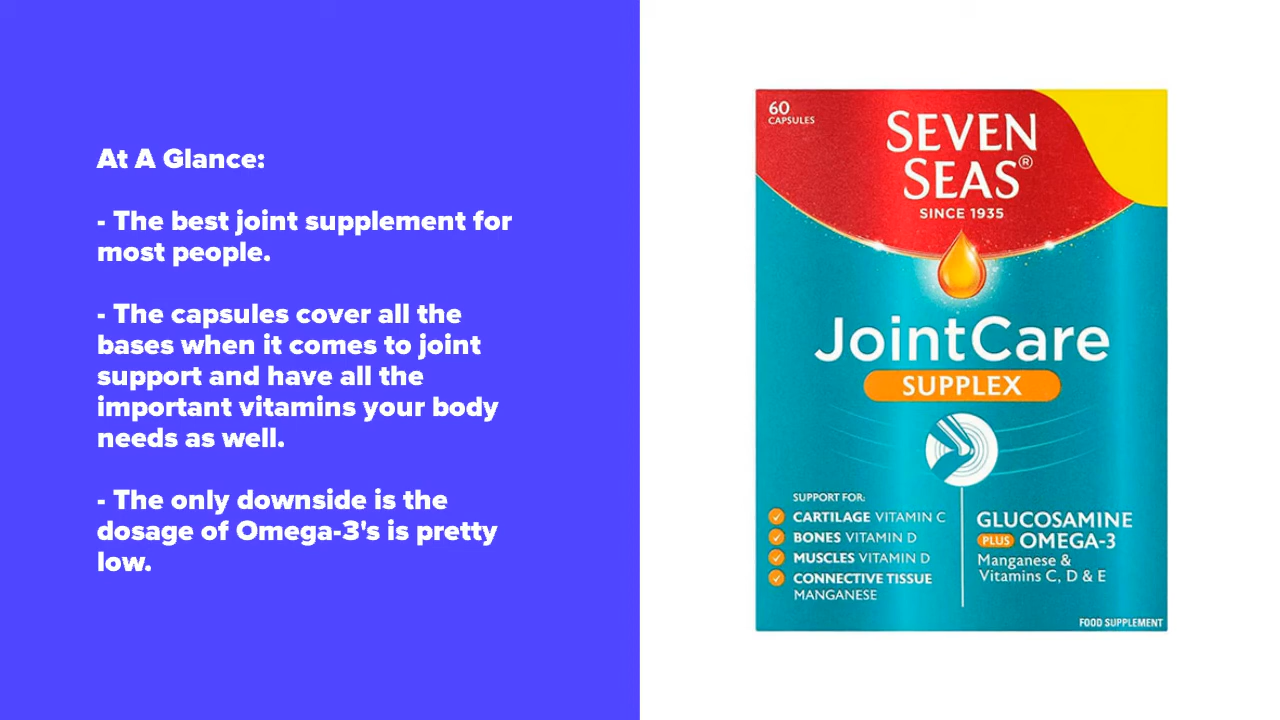 At A Glance:
- The best joint supplement for
most people.
- The capsules cover all the
bases when it comes to joint
support and have all the
important vitamins your body
needs as well.
- The only downside is the
dosage of Omega-3's is pretty
low.
60
CAPSULES
SEVEN
SEAS®
SINCE 1935
JointCare
SUPPLEX
SUPPORT FOR:
CARTILAGE VITAMIN C
BONES VITAMIN D
MUSCLES VITAMIN D
CONNECTIVE TISSUE
MANGANESE
GLUCOSAMINE
PLUS OMEGA-3
Manganese &
Vitamins C, D & E
FOOD SUPPLEMENT